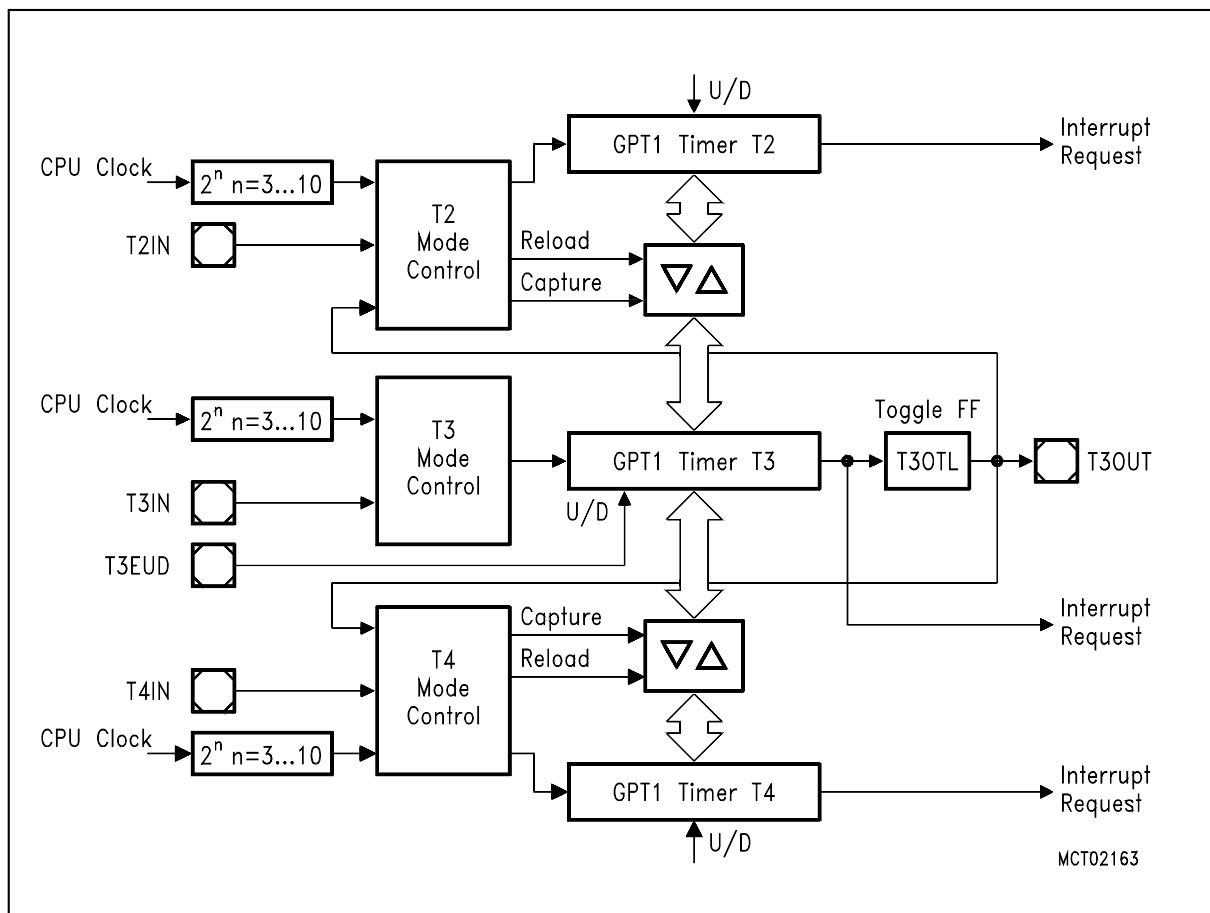 U/D
GPT1 Timer T2
Interrupt
Request
CPU Clock
2ⁿ n=3...10
T2
Mode
Control
T2IN
Reload
Capture
CPU Clock
2ⁿ n=3...10
T3
Mode
Control
Toggle FF
GPT1 Timer T3
T3OTL
T3OUT
T3IN
U/D
T3EUD
Interrupt
Request
Capture
Reload
T4
Mode
Control
T4IN
CPU Clock
2ⁿ n=3...10
GPT1 Timer T4
Interrupt
Request
U/D
MCT02163